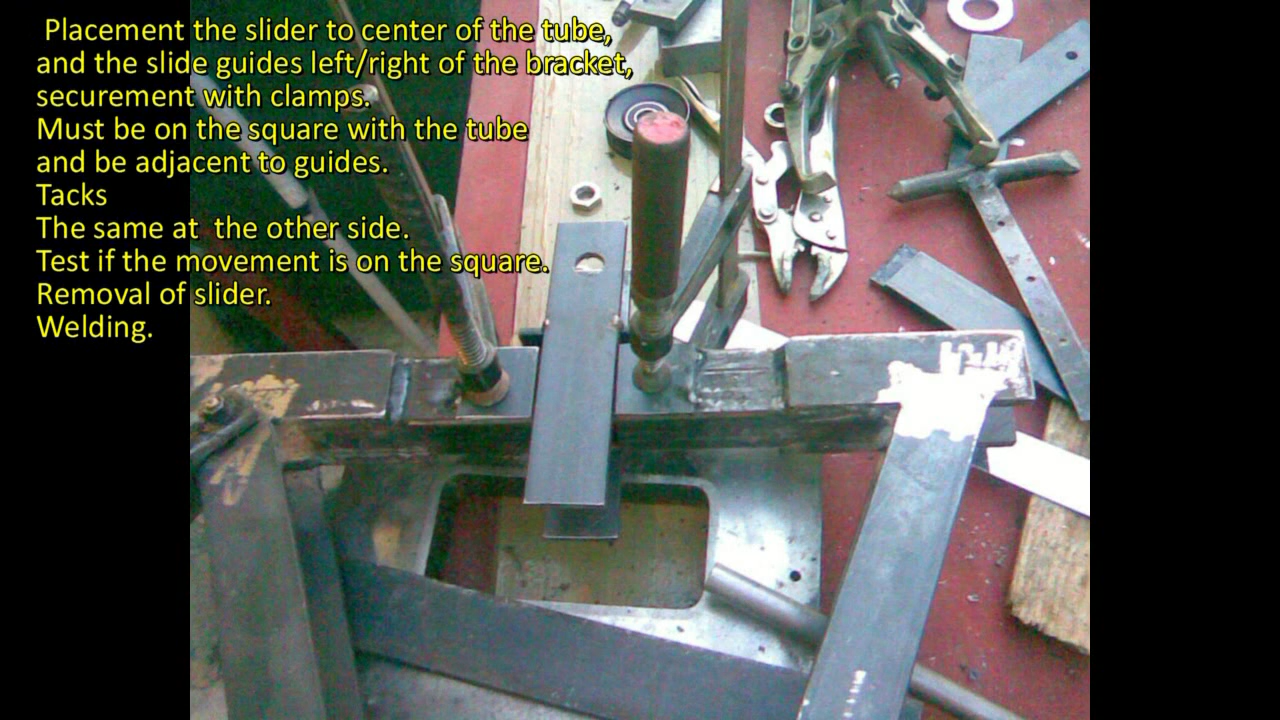 Placement the slider to center of the tube,
and the slide guides left/right of the bracket,
securement with clamps.
Must be on the square with the tube
and be adjacent to guides.
Tacks
The same at  the other side.
Test if the movement is on the square.
Removal of slider.
Welding.